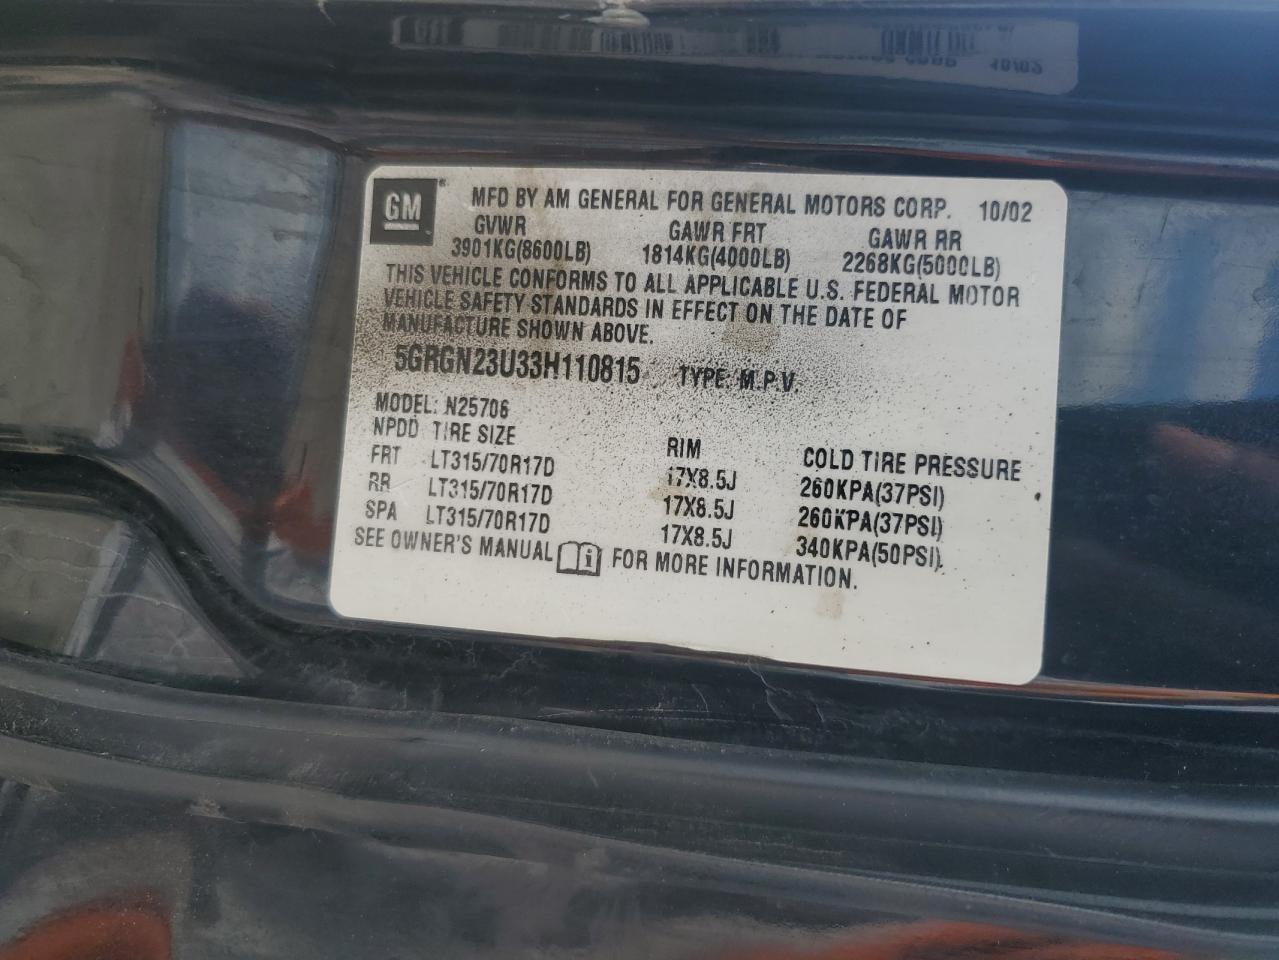 GM
MFD BY AM GENERAL FOR GENERAL MOTORS CORP. 10/02
GVWR GAWR FRT GAWR RR
3901KG(8600LB) 1814KG(4000LB) 2268KG(5000LB)
THIS VEHICLE CONFORMS TO ALL APPLICABLE U.S. FEDERAL MOTOR
VEHICLE SAFETY STANDARDS IN EFFECT ON THE DATE OF
MANUFACTURE SHOWN ABOVE.
5GRGN23U33H110815 TYPE: M.P.V.
MODEL: N25706
NPDD TIRE SIZE RIM COLD TIRE PRESSURE
FRT LT315/70R17D 17X8.5J 260KPA(37PSI)
RR LT315/70R17D 17X8.5J 260KPA(37PSI)
SPA LT315/70R17D 17X8.5J 340KPA(50PSI)
SEE OWNER'S MANUAL FOR MORE INFORMATION.